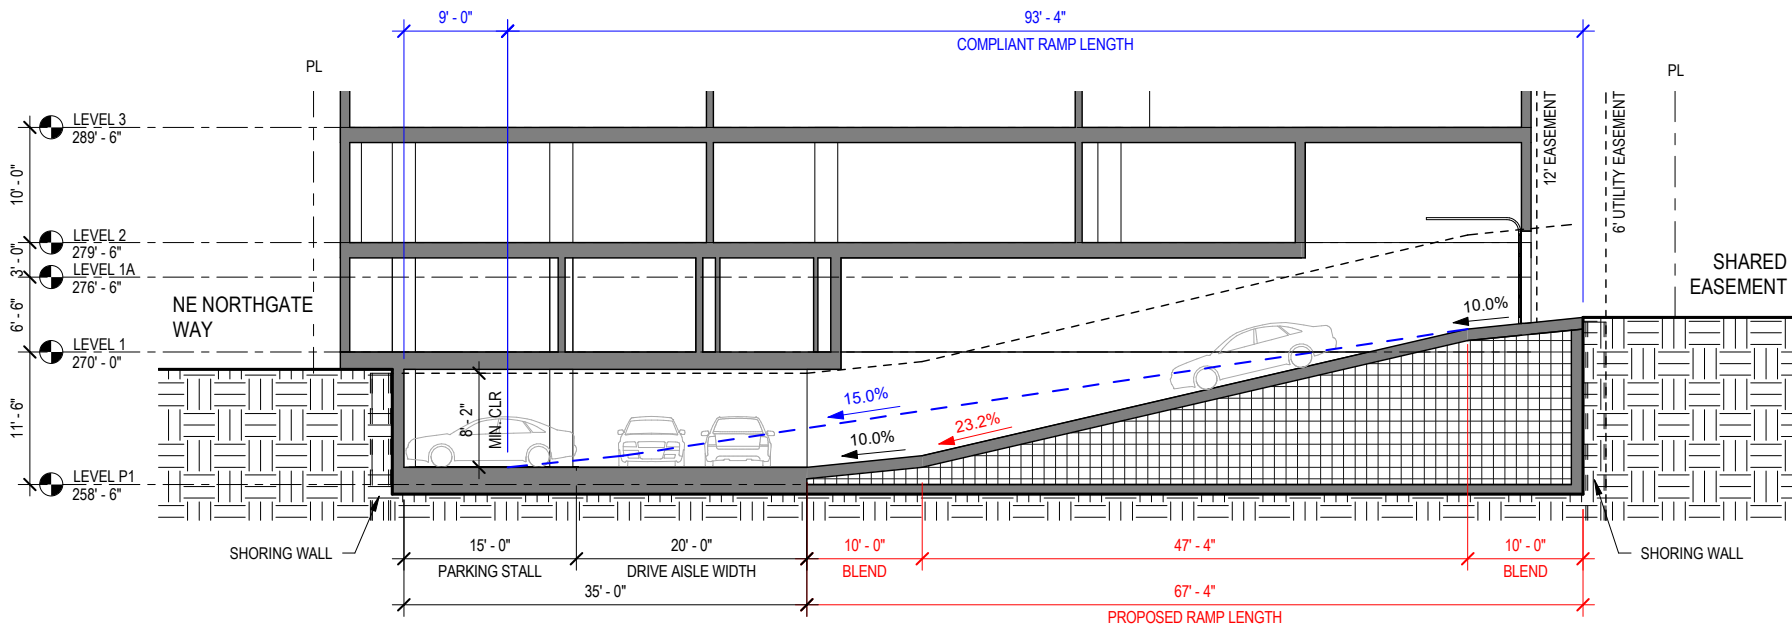 9' - 0"
93' - 4"
COMPLIANT RAMP LENGTH
PL
PL
LEVEL 3
289' - 6"
10' - 0"
LEVEL 2
279' - 6"
3' - 0"
LEVEL 1A
276' - 6"
6' - 6"
LEVEL 1
270' - 0"
11' - 6"
LEVEL P1
258' - 6"
NE NORTHGATE
WAY
12' EASEMENT
6' UTILITY EASEMENT
SHARED
EASEMENT
10.0%
15.0%
23.2%
10.0%
8' - 2"
MIN. CLR
SHORING WALL
15' - 0"
PARKING STALL
20' - 0"
DRIVE AISLE WIDTH
10' - 0"
BLEND
47' - 4"
10' - 0"
BLEND
SHORING WALL
35' - 0"
67' - 4"
PROPOSED RAMP LENGTH